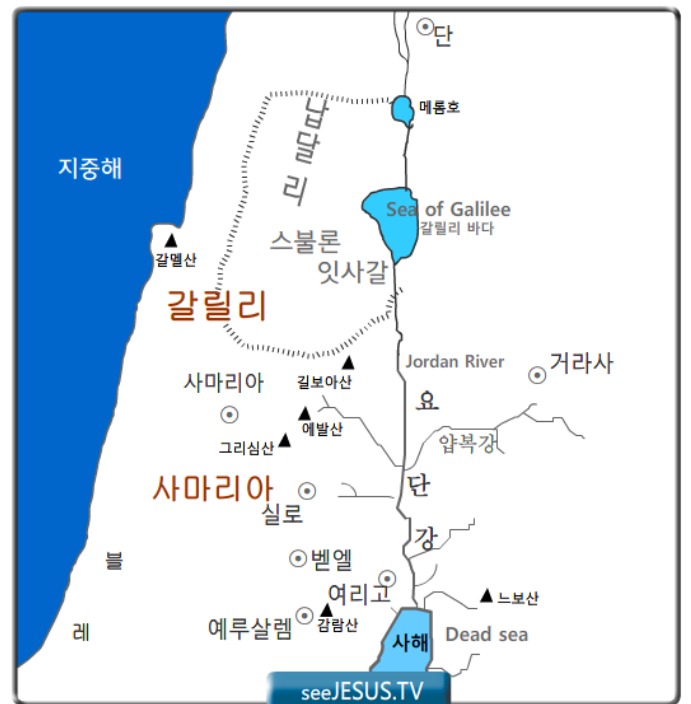 단
메롬호
납달리
지중해
Sea of Galilee
갈릴리 바다
스불론
갈멜산
잇사갈
갈릴리
Jordan River
거라사
길보아산
사마리아
요단강
에발산
얍복강
그리심산
사마리아
실로
벧엘
블레
여리고
느보산
예루살렘
감람산
사해
Dead sea
seeJESUS.TV